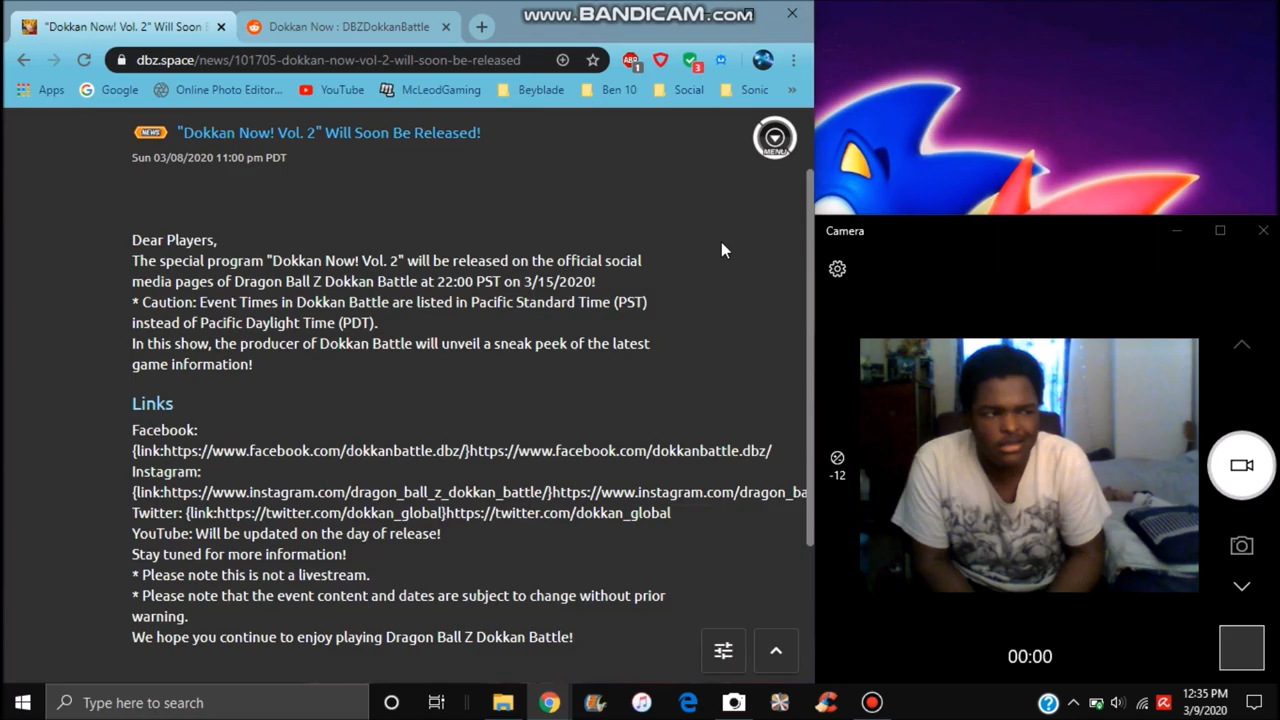 www.BANDICAM.com
"Dokkan Now! Vol. 2" Will Soon
Dokkan Now : DBZDokkanBattle
dbz.space/news/101705-dokkan-now-vol-2-will-soon-be-released
ABP
1
3
Apps
Google
Online Photo Editor...
YouTube
McLeodGaming
Beyblade
Ben 10
Social
Sonic
»
NEWS
"Dokkan Now! Vol. 2" Will Soon Be Released!
MENU
Sun 03/08/2020 11:00 pm PDT
Dear Players,
The special program "Dokkan Now! Vol. 2" will be released on the official social
media pages of Dragon Ball Z Dokkan Battle at 22:00 PST on 3/15/2020!
* Caution: Event Times in Dokkan Battle are listed in Pacific Standard Time (PST)
instead of Pacific Daylight Time (PDT).
In this show, the producer of Dokkan Battle will unveil a sneak peek of the latest
game information!
Links
Facebook:
{link:https://www.facebook.com/dokkanbattle.dbz/}https://www.facebook.com/dokkanbattle.dbz/
Instagram:
{link:https://www.instagram.com/dragon_ball_z_dokkan_battle/}https://www.instagram.com/dragon_ba
Twitter: {link:https://twitter.com/dokkan_global}https://twitter.com/dokkan_global
YouTube: Will be updated on the day of release!
Stay tuned for more information!
* Please note this is not a livestream.
* Please note that the event content and dates are subject to change without prior
warning.
We hope you continue to enjoy playing Dragon Ball Z Dokkan Battle!
Camera
-12
00:00
Type here to search
12:35 PM
3/9/2020